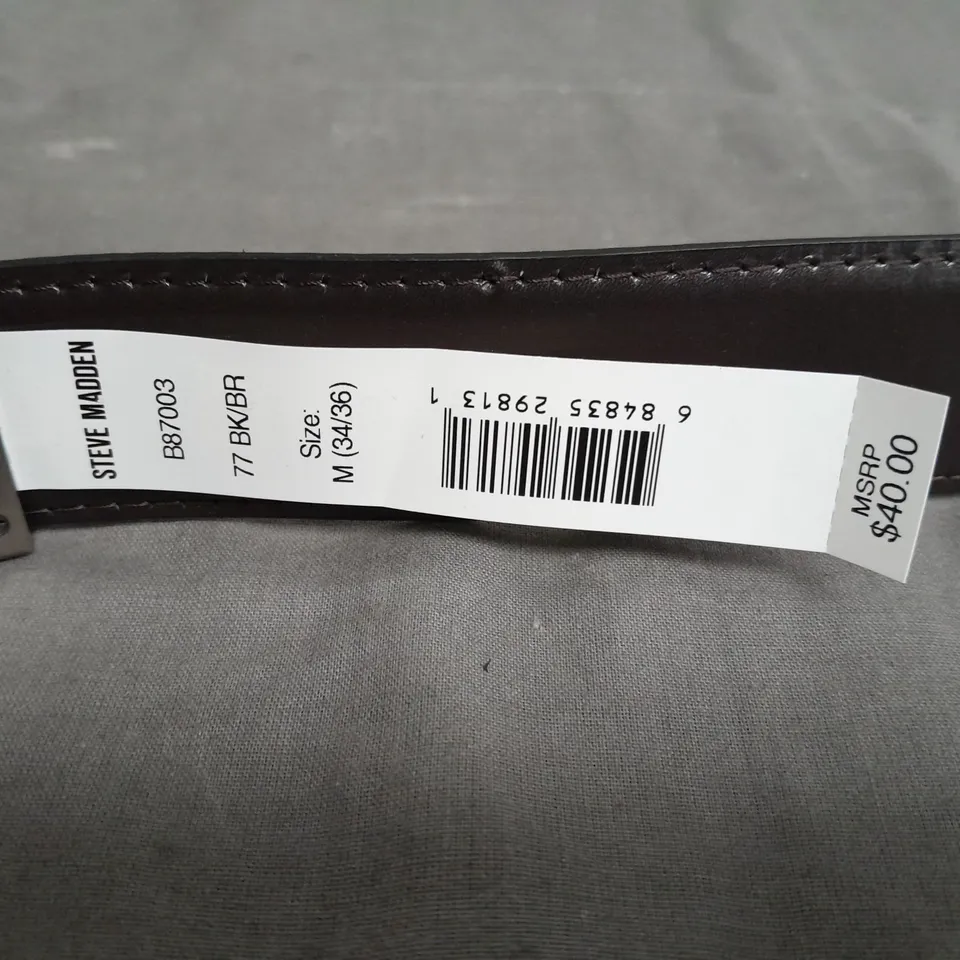 STEVE MADDEN
B87003
77 BK/BR
Size:
M (34/36)
6 84835 29813 1
MSRP
$40.00